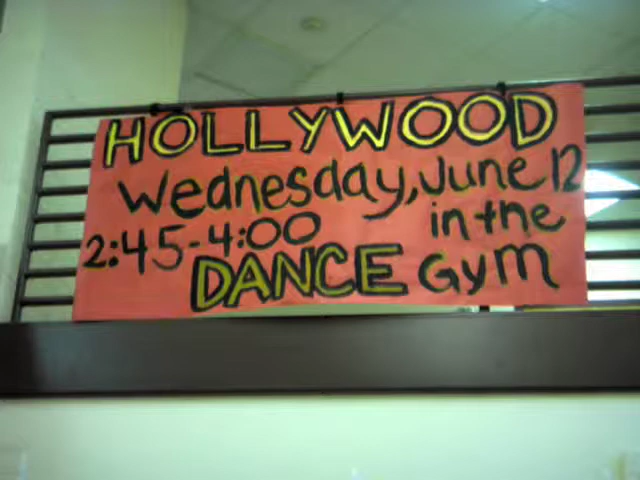 HOLLYWOOD
Wednesday, June 12
2:45-4:00 in the
DANCE Gym